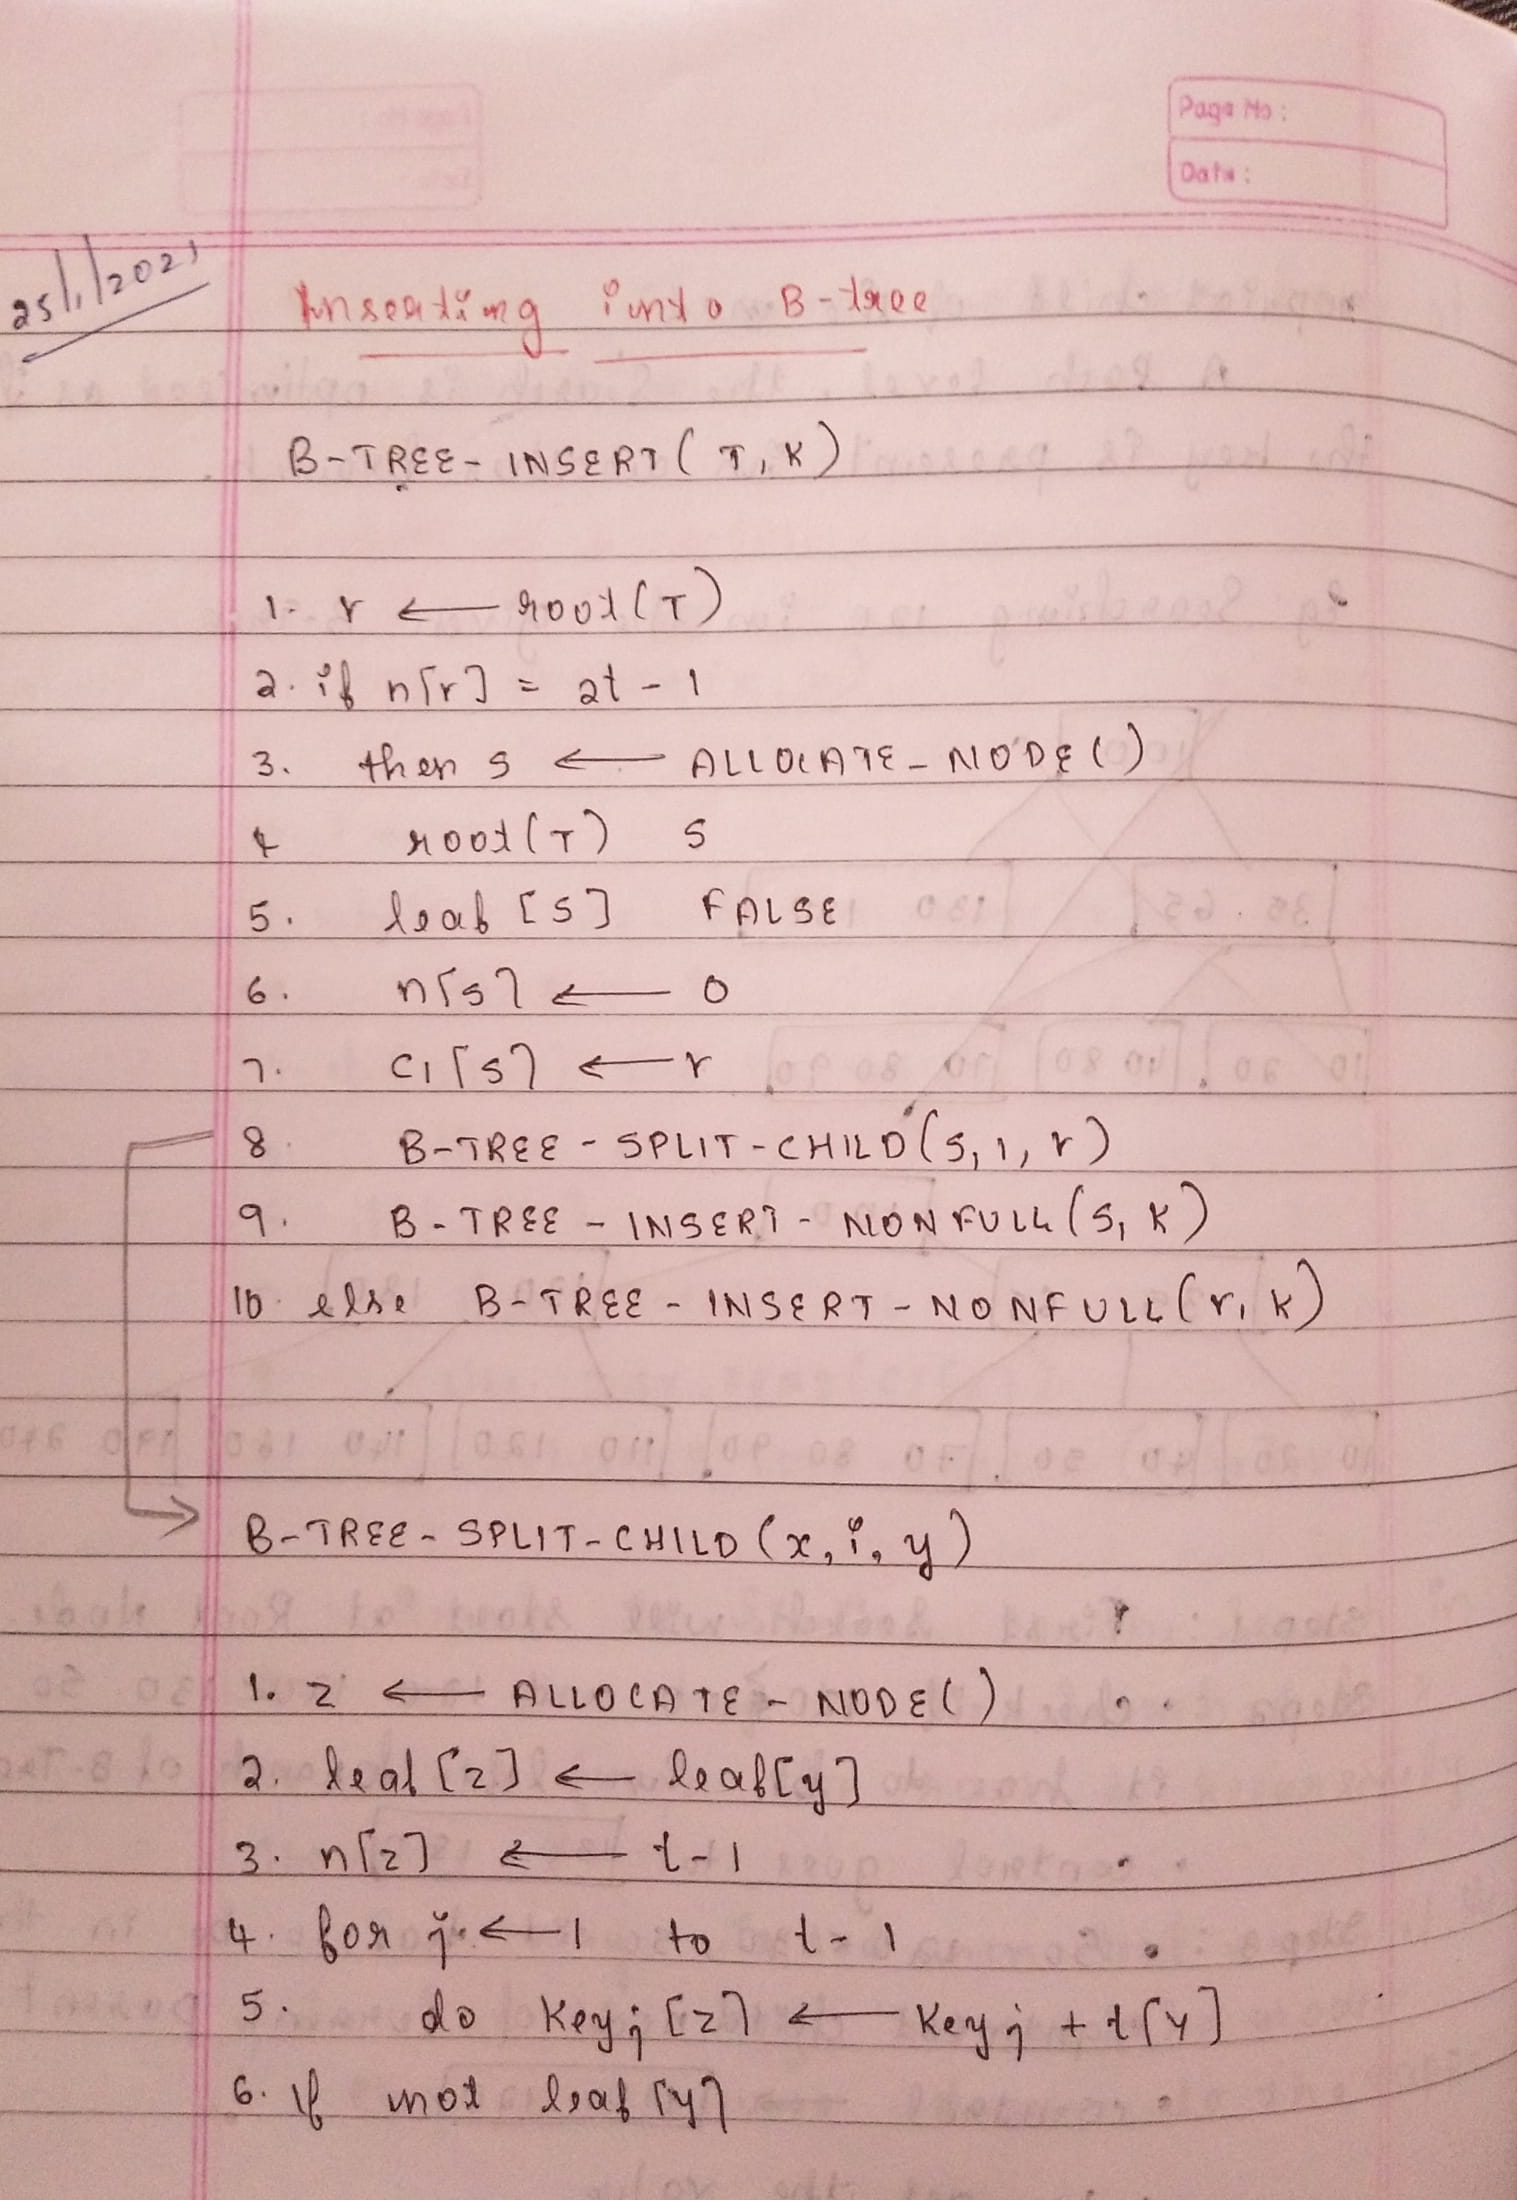 Page No:
Date:
25/1/2021
Inserting into B-tree
B-TREE-INSERT(T, K)
1. r ← root(T)
2. if n[r] = 2t - 1
3. then s ← ALLOCATE-NODE()
4 root(T) s
5. leaf [s] FALSE
6. n[s] ← 0
7. c1[s] ← r
8. B-TREE-SPLIT-CHILD(s, 1, r)
9. B-TREE-INSERT-NONFULL(s, K)
10. else B-TREE-INSERT-NONFULL(r, k)
B-TREE-SPLIT-CHILD(x, i, y)
1. z ← ALLOCATE-NODE()
2. leaf [z] ← leaf[y]
3. n[z] ← t-1
4. for j ← 1 to t-1
5. do Keyj [z] ← Keyj + t[y]
6. If not leaf [y]